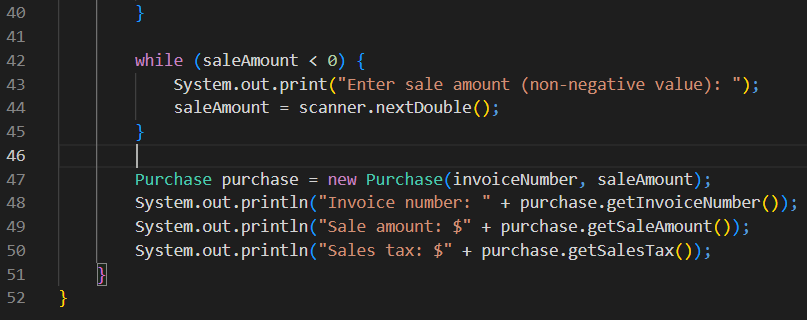 40 }
41
42 while (saleAmount < 0) {
43 System.out.print("Enter sale amount (non-negative value): ");
44 saleAmount = scanner.nextDouble();
45 }
46
47 Purchase purchase = new Purchase(invoiceNumber, saleAmount);
48 System.out.println("Invoice number: " + purchase.getInvoiceNumber());
49 System.out.println("Sale amount: $" + purchase.getSaleAmount());
50 System.out.println("Sales tax: $" + purchase.getSalesTax());
51 }
52 }